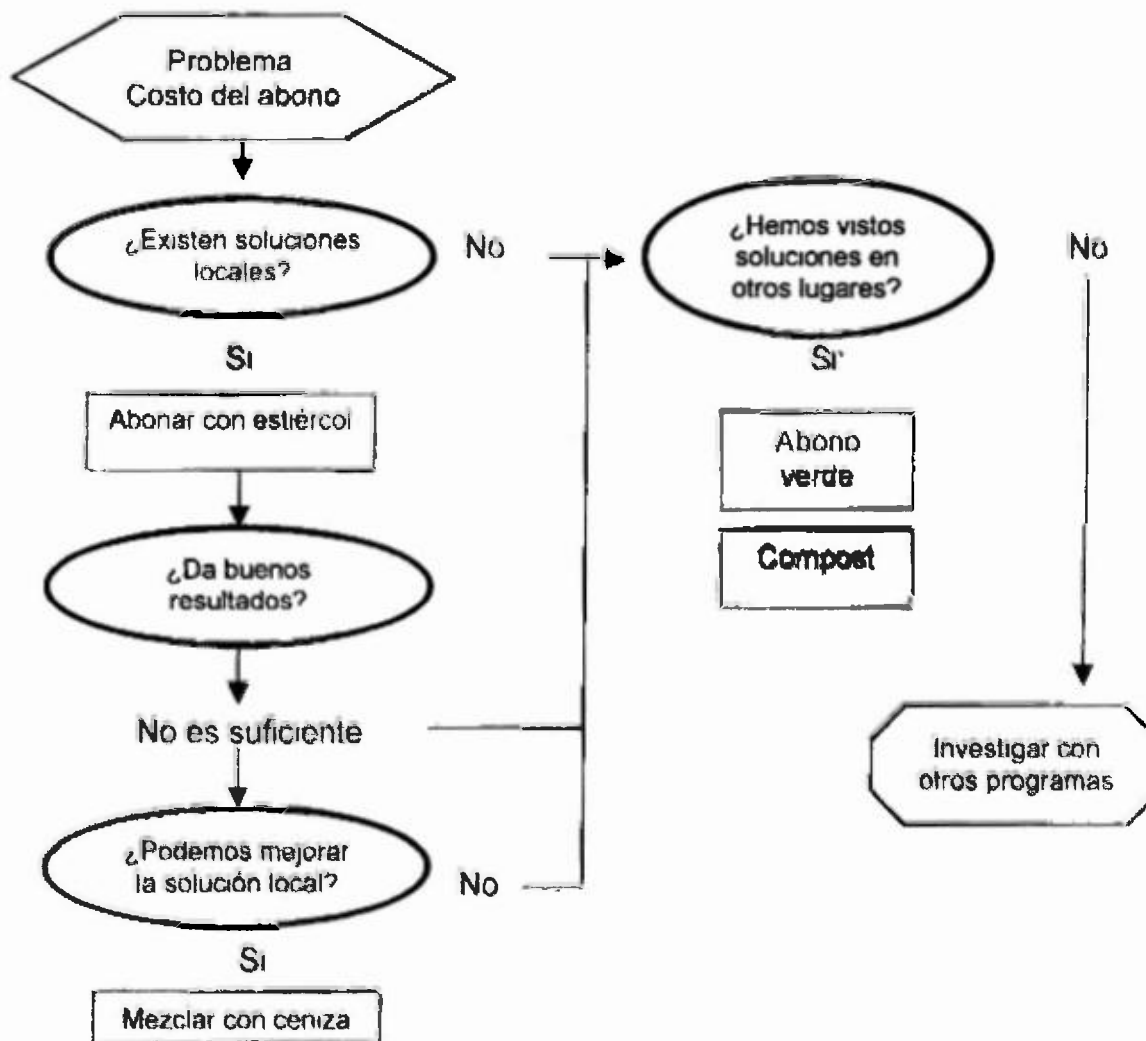 Problema
Costo del abono
¿Existen soluciones
locales?
No
¿Hemos vistos
soluciones en
otros lugares?
No
Si
Si
Abonar con estiércol
Abono
verde
Compost
¿Da buenos
resultados?
No es suficiente
Investigar con
otros programas
¿Podemos mejorar
la solución local?
No
Si
Mezclar con ceniza